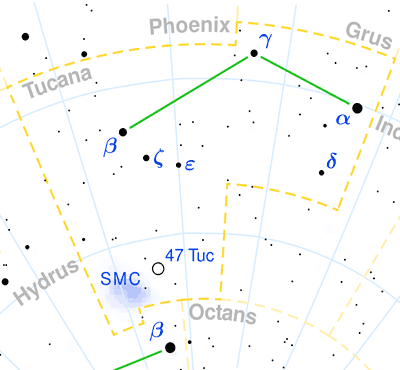 Phoenix
Grus
γ
Tucana
α
Ind
β
ζ
ε
δ
47 Tuc
SMC
Hydrus
Octans
β